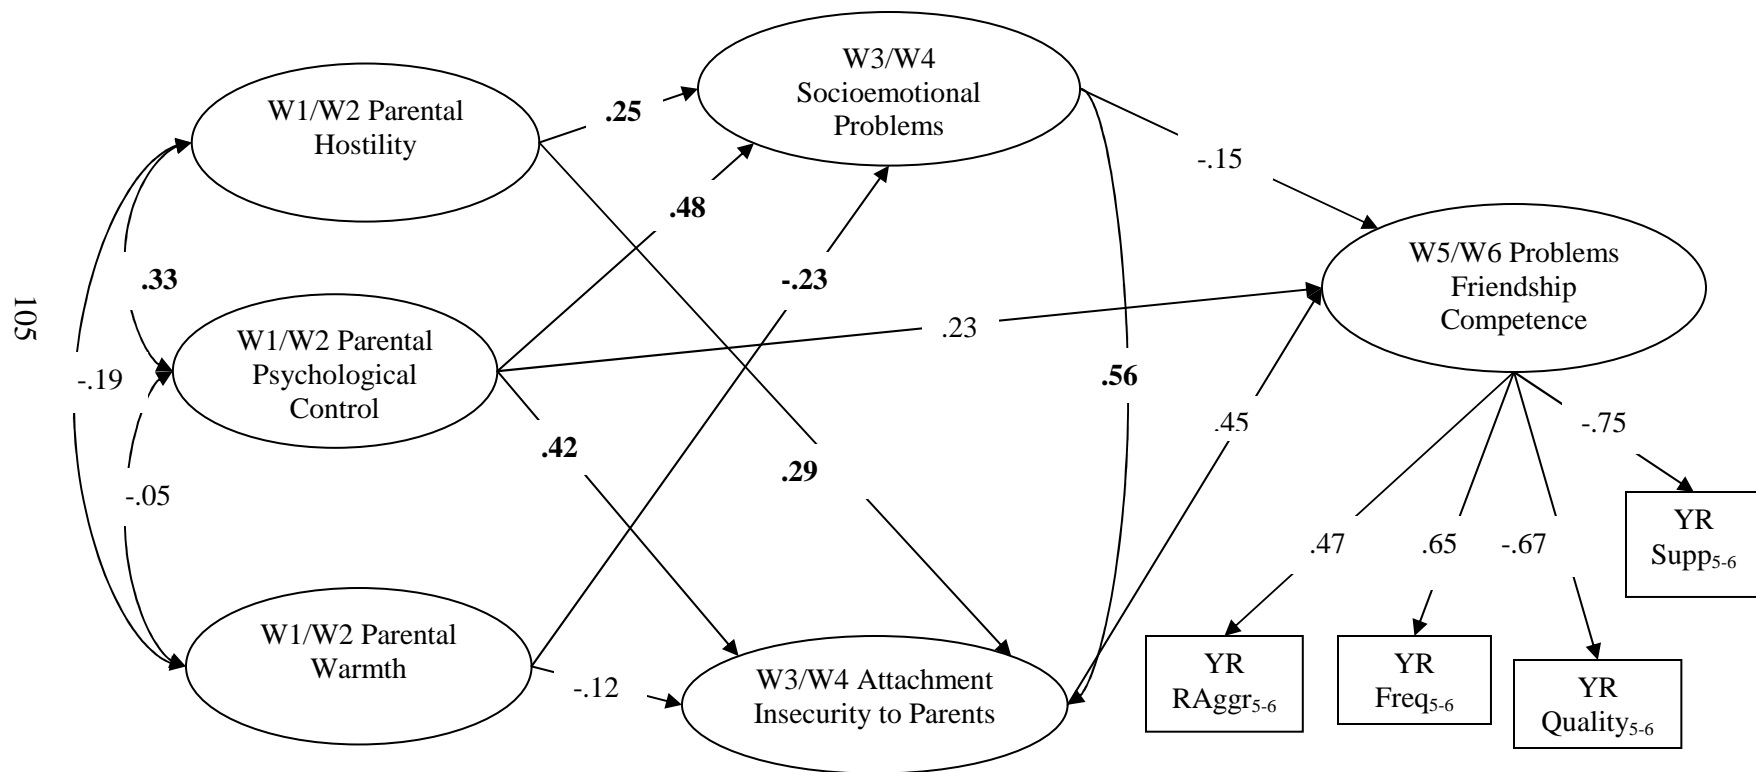 W1/W2 Parental
Hostility
W3/W4
Socioemotional
Problems
.25
-.15
.48
W5/W6 Problems
Friendship
Competence
.33
-.23
105
W1/W2 Parental
Psychological
Control
.23
-.19
.56
.45
-.75
.42
.29
-.05
.47
.65
-.67
YR
Supp5-6
W1/W2 Parental
Warmth
-.12
W3/W4 Attachment
Insecurity to Parents
YR
RAggr5-6
YR
Freq5-6
YR
Quality5-6